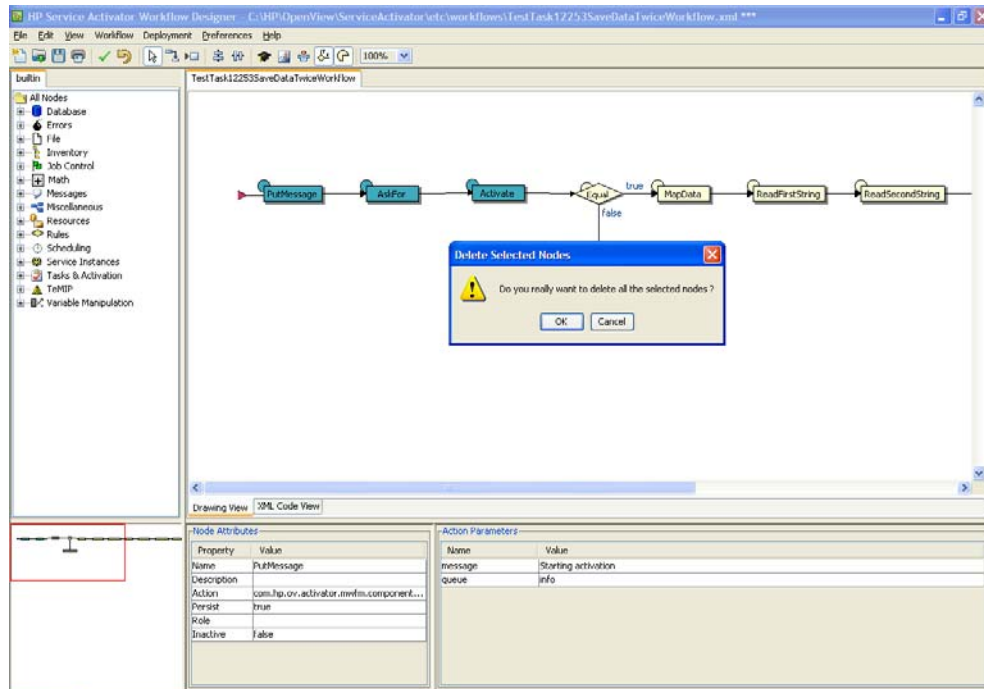 HP Service Activator Workflow Designer - C:\HP\OpenView\ServiceActivator\etc\workflows\TestTask12253SaveDataTwiceWorkflow.xml ***
File Edit View Workflow Deployment Preferences Help
100%
builtin
TestTask12253SaveDataTwiceWorkflow
All Nodes
Database
Errors
File
Inventory
Job Control
Math
Messages
Miscellaneous
Resources
Rules
Scheduling
Service Instances
Tasks & Activation
TeMIP
Variable Manipulation
PutMessage AskFor Activate Equal true MapData ReadFirstString ReadSecondString
false
Delete Selected Nodes
Do you really want to delete all the selected nodes ?
OK Cancel
Drawing View XML Code View
Node Attributes
Property Value
Name PutMessage
Description
Action com.hp.ov.activator.mwfm.component...
Persist true
Role
Inactive false
Action Parameters
Name Value
message Starting activation
queue info